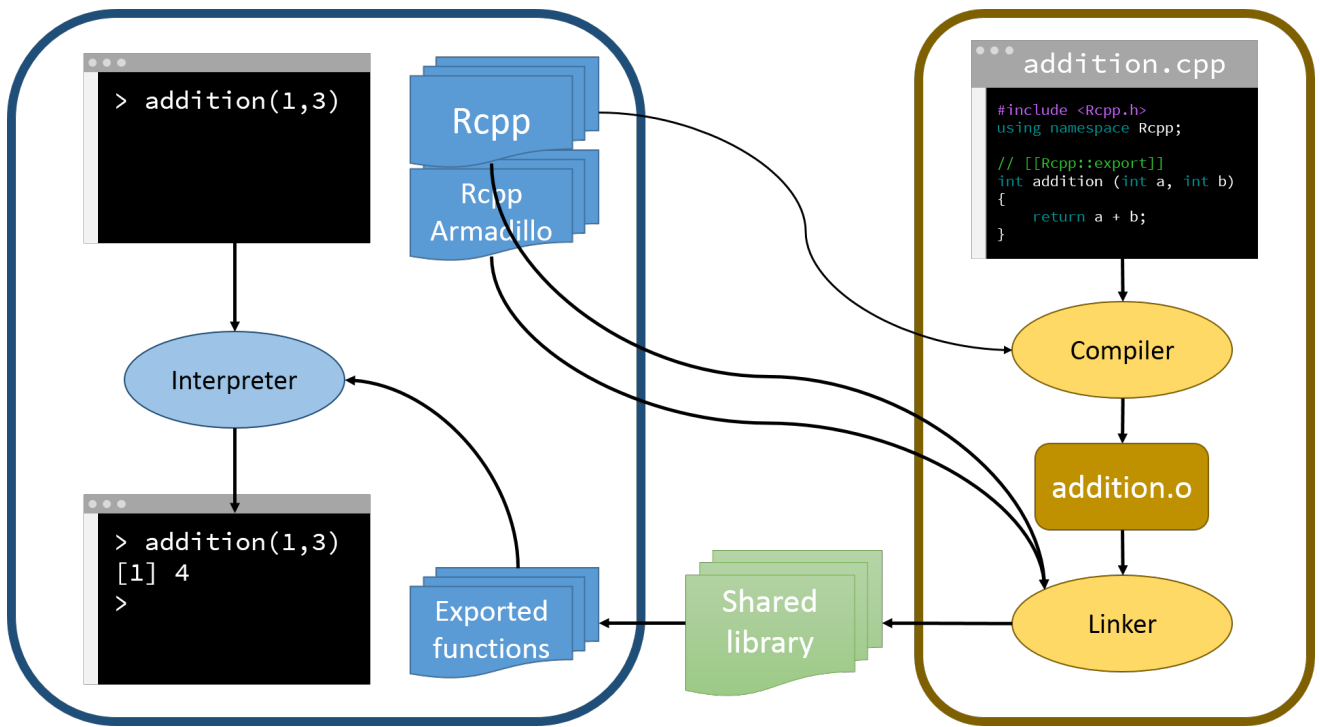 > addition(1,3)
Rcpp
Rcpp
Armadillo
Interpreter
> addition(1,3)
[1] 4
>
Exported
functions
Shared
library
addition.cpp
#include <Rcpp.h>
using namespace Rcpp;
// [[Rcpp::export]]
int addition (int a, int b)
{
    return a + b;
}
Compiler
addition.o
Linker